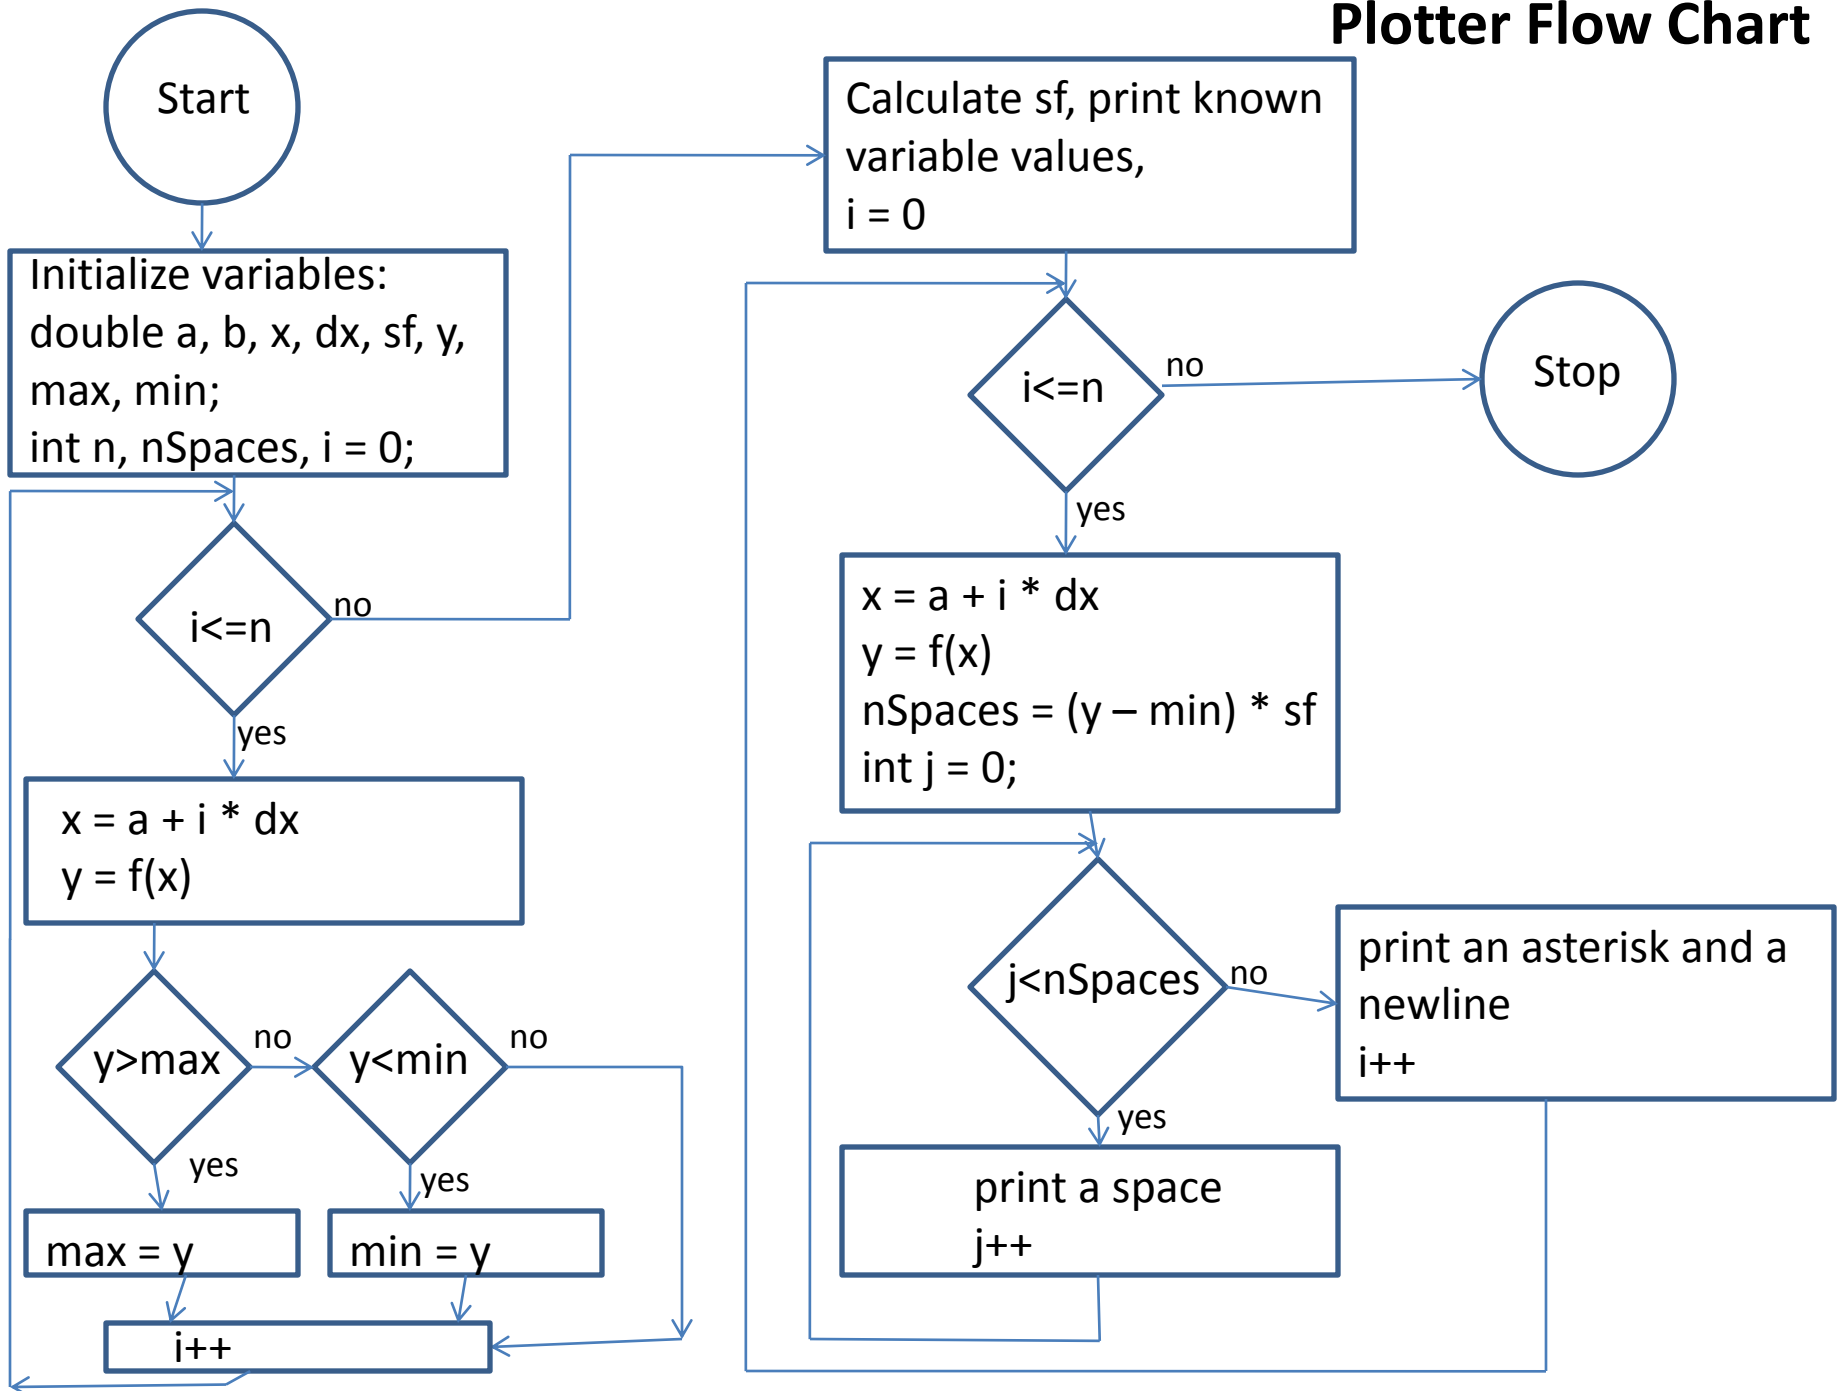 Plotter Flow Chart
Start
Initialize variables:
double a, b, x, dx, sf, y,
max, min;
int n, nSpaces, i = 0;
i<=n
no
yes
x = a + i * dx
y = f(x)
y>max
no
y<min
no
yes
yes
max = y
min = y
i++
Calculate sf, print known
variable values,
i = 0
i<=n
no
Stop
yes
x = a + i * dx
y = f(x)
nSpaces = (y – min) * sf
int j = 0;
j<nSpaces
no
print an asterisk and a
newline
i++
yes
print a space
j++